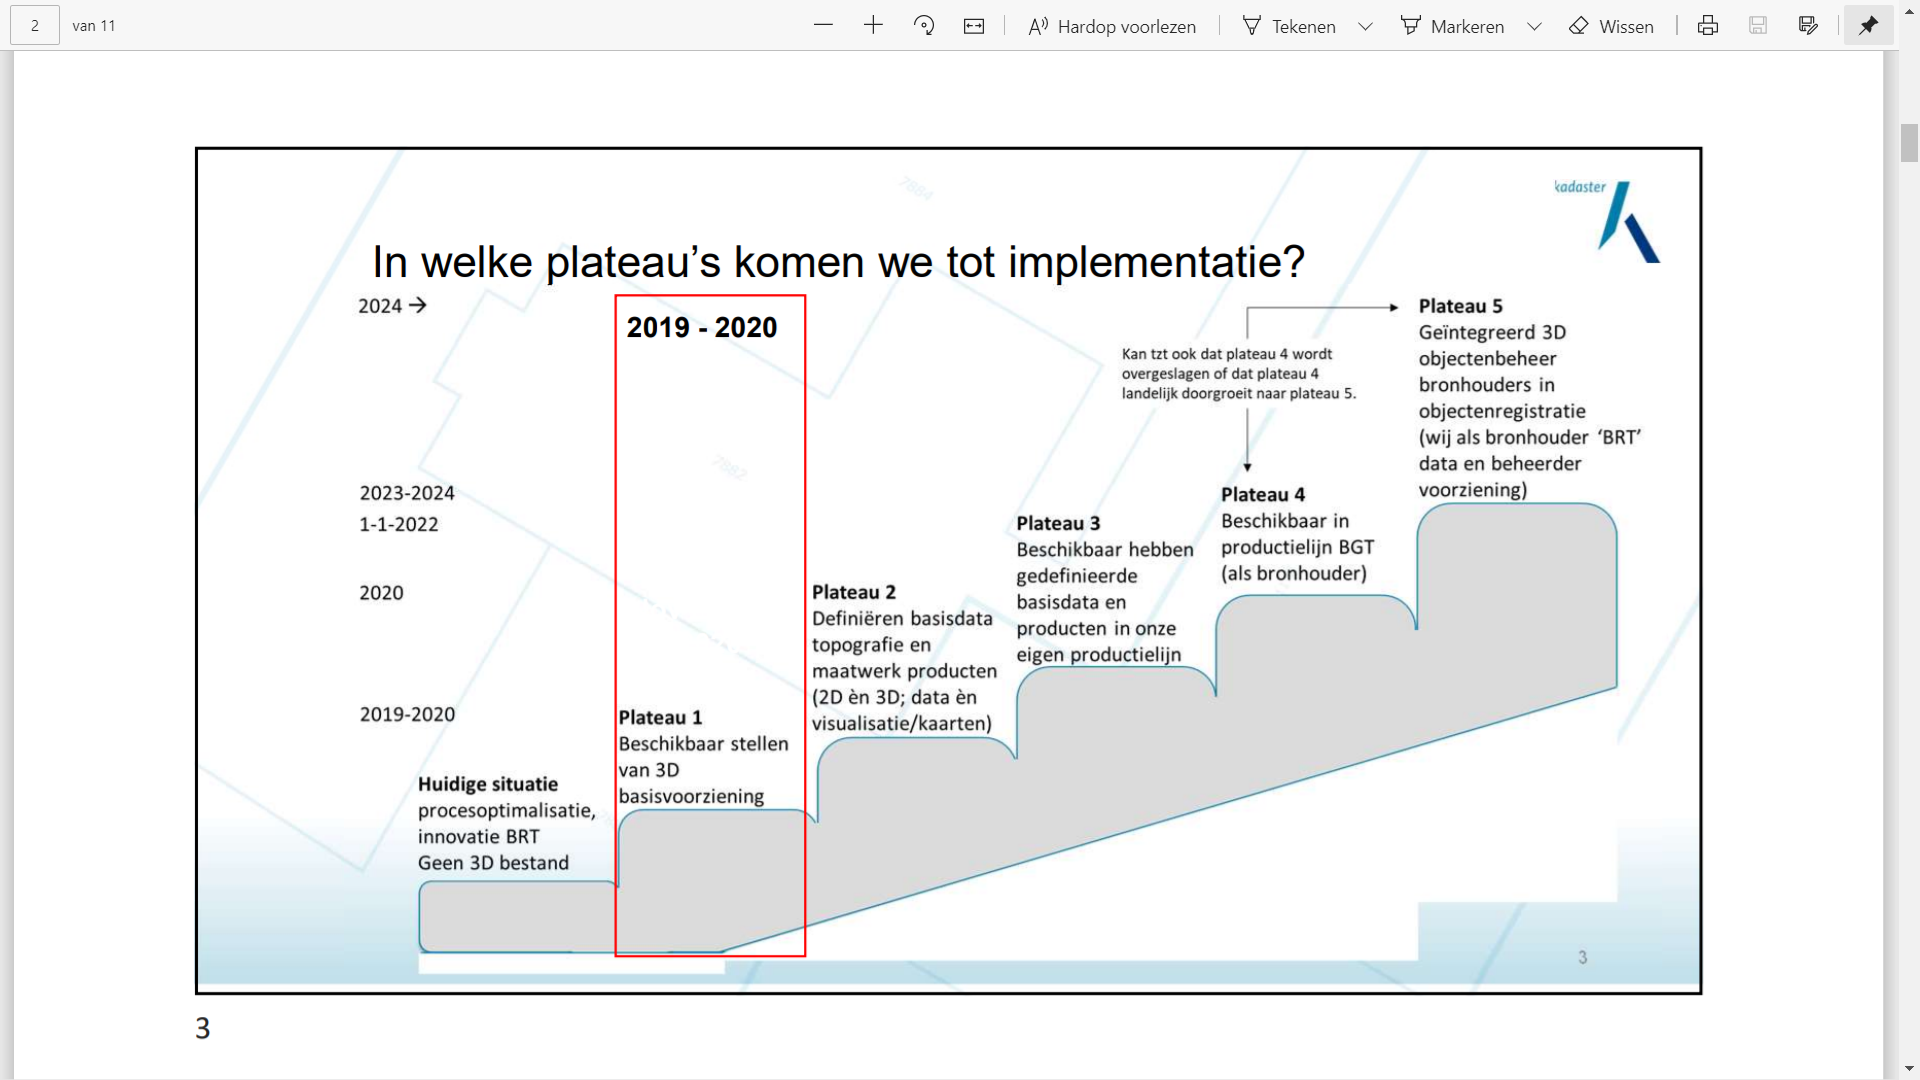 2 van 11 Hardop voorlezen Tekenen Markeren Wissen
kadaster
7884
In welke plateau’s komen we tot implementatie?
2024 →
2019 - 2020
7882
2023-2024
1-1-2022
2020
2019-2020
Huidige situatie
procesoptimalisatie,
innovatie BRT
Geen 3D bestand
Plateau 1
Beschikbaar stellen
van 3D
basisvoorziening
Plateau 2
Definiëren basisdata
topografie en
maatwerk producten
(2D èn 3D; data èn
visualisatie/kaarten)
Plateau 3
Beschikbaar hebben
gedefinieerde
basisdata en
producten in onze
eigen productielijn
Kan tzt ook dat plateau 4 wordt
overgeslagen of dat plateau 4
landelijk doorgroeit naar plateau 5.
Plateau 4
Beschikbaar in
productielijn BGT
(als bronhouder)
Plateau 5
Geïntegreerd 3D
objectenbeheer
bronhouders in
objectenregistratie
(wij als bronhouder ‘BRT’
data en beheerder
voorziening)
3
3